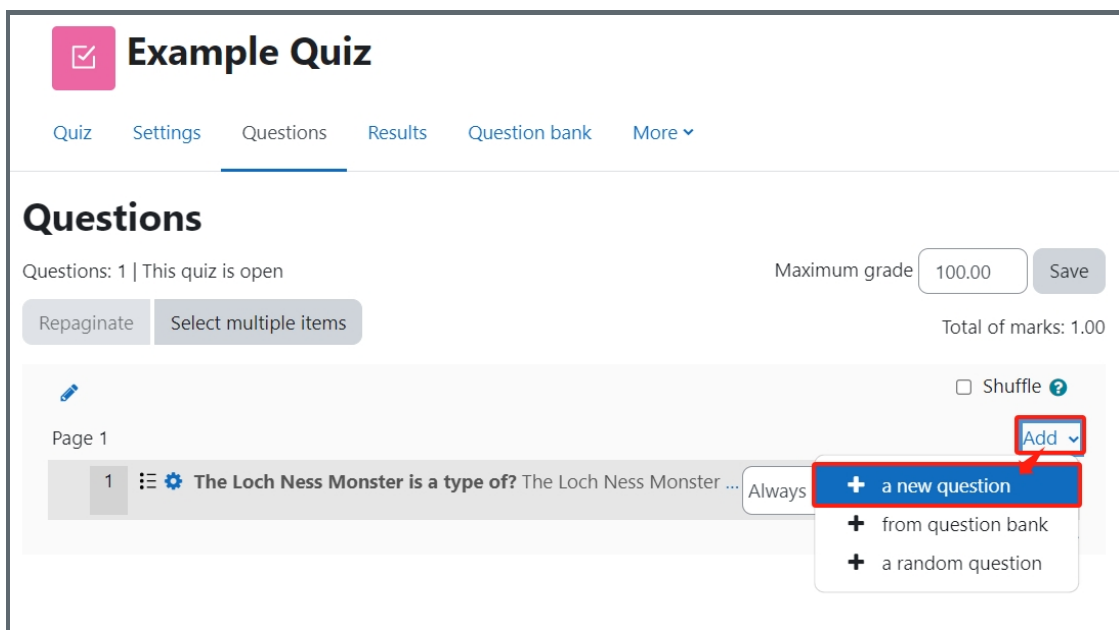 Example Quiz
Quiz Settings Questions Results Question bank More
Questions
Questions: 1 | This quiz is open
Maximum grade 100.00 Save
Repaginate Select multiple items
Total of marks: 1.00
Shuffle
Page 1
Add
1 The Loch Ness Monster is a type of? The Loch Ness Monster ... Always
a new question
from question bank
a random question